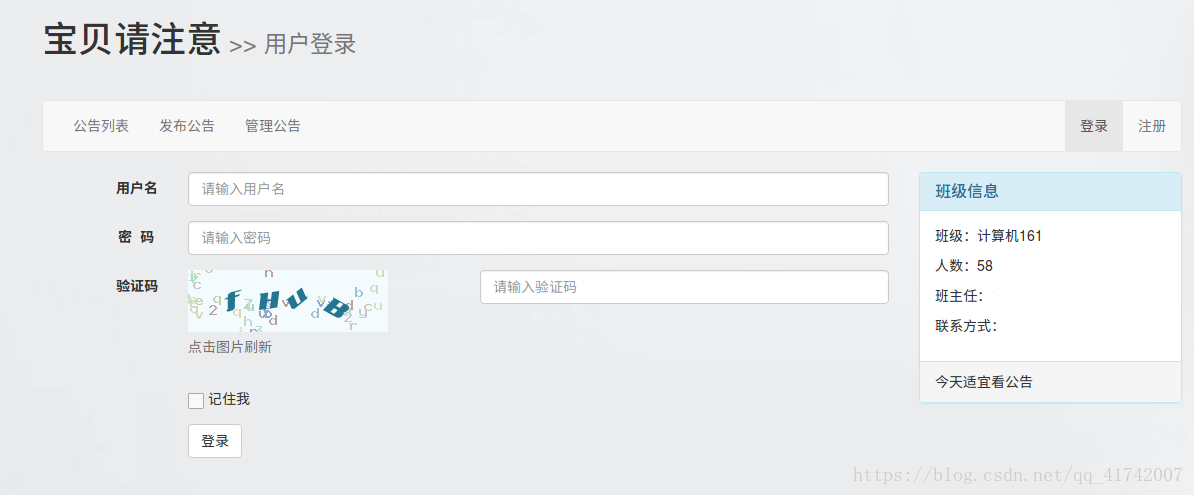 宝贝请注意 >> 用户登录
公告列表 发布公告 管理公告 登录 注册
用户名 请输入用户名
密 码 请输入密码
验证码 fHUB 请输入验证码
点击图片刷新
记住我
登录
班级信息
班级：计算机161
人数：58
班主任：
联系方式：
今天适宜看公告
https://blog.csdn.net/qq_41742007